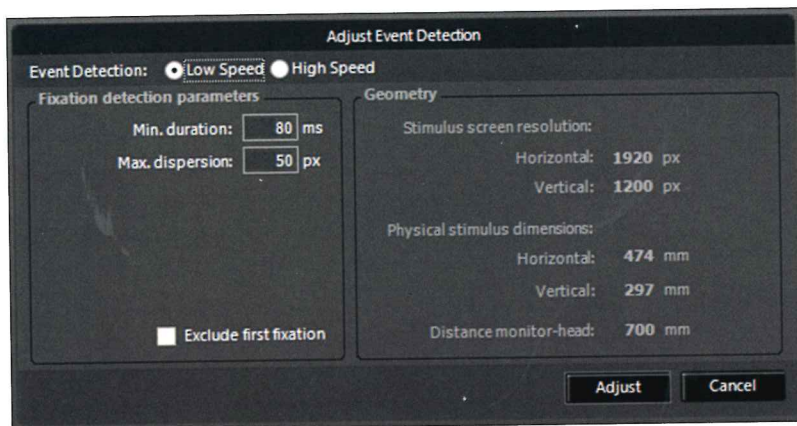 Adjust Event Detection
Event Detection: Low Speed High Speed
Fixation detection parameters
Min. duration: 80 ms
Max. dispersion: 50 px
Exclude first fixation
Geometry
Stimulus screen resolution:
Horizontal: 1920 px
Vertical: 1200 px
Physical stimulus dimensions:
Horizontal: 474 mm
Vertical: 297 mm
Distance monitor-head: 700 mm
Adjust Cancel